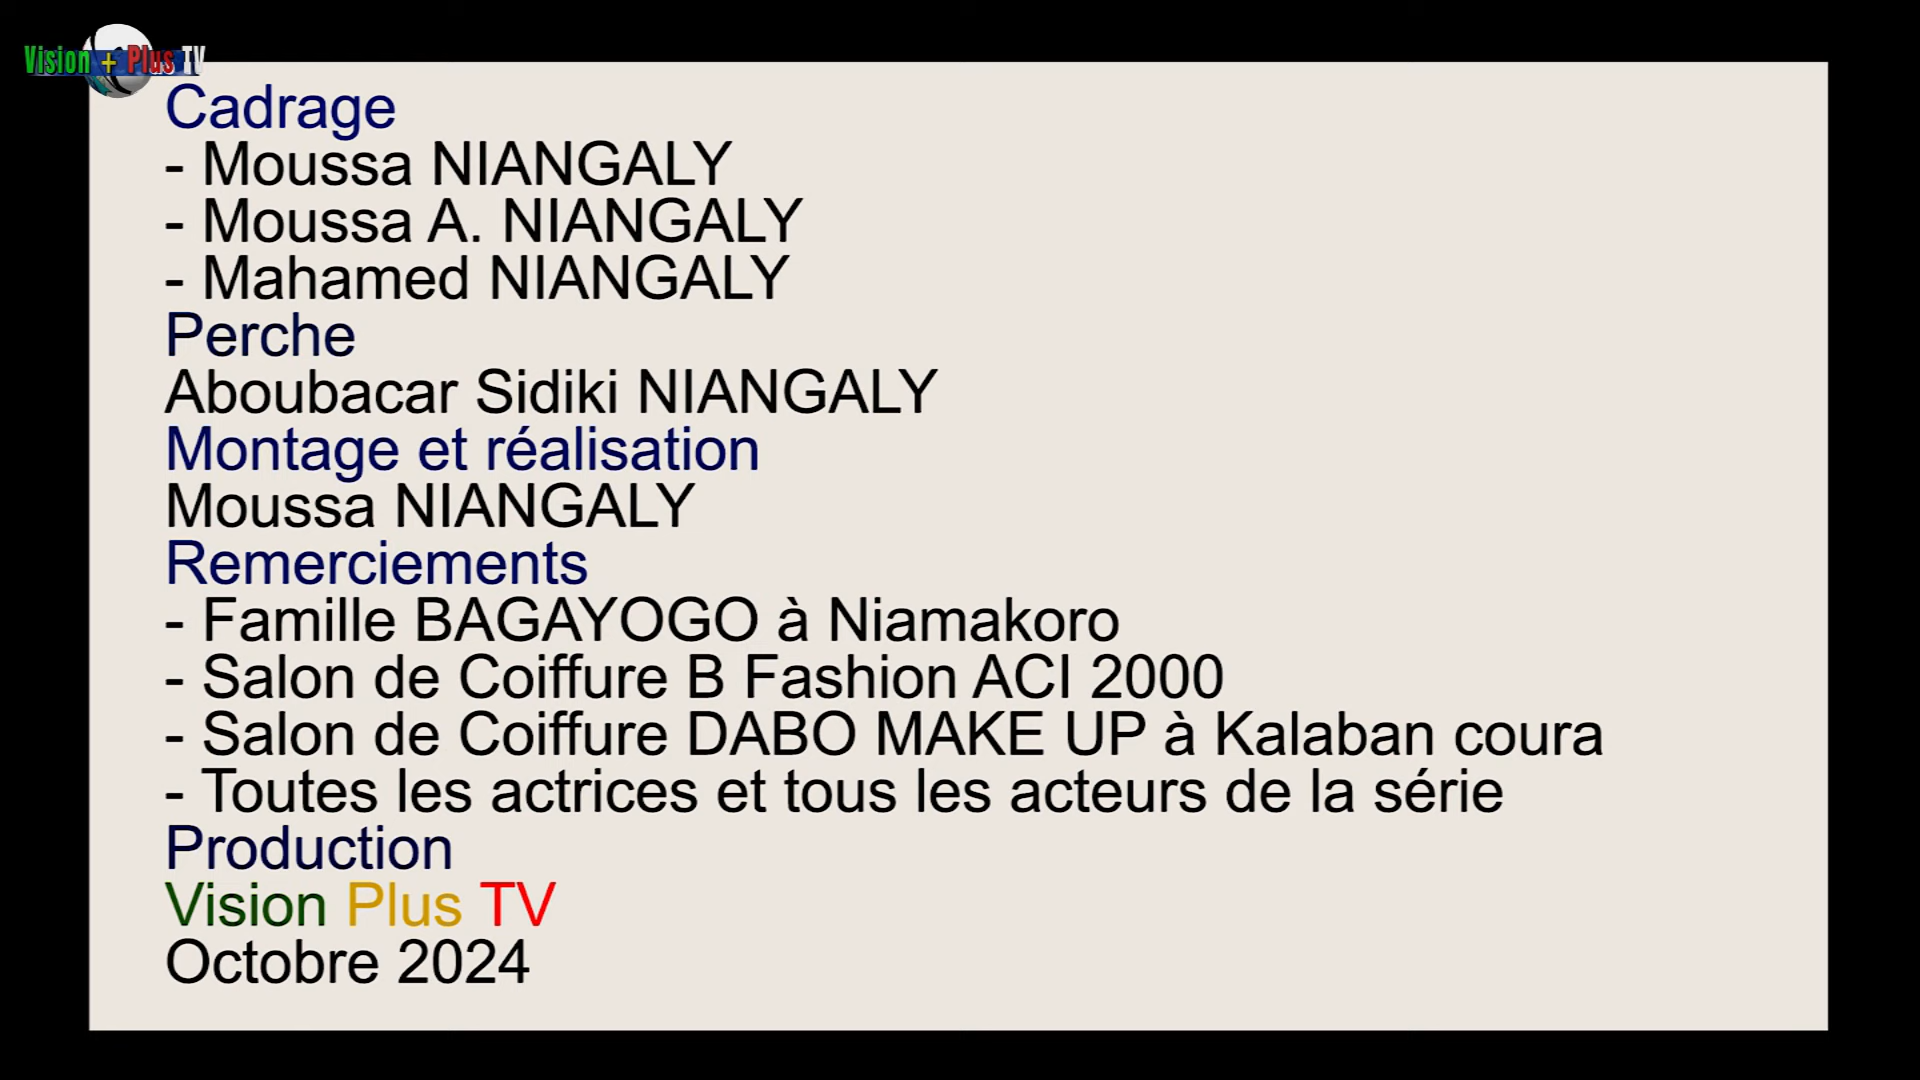 Vision + Plus TV
Cadrage
- Moussa NIANGALY
- Moussa A. NIANGALY
- Mahamed NIANGALY
Perche
Aboubacar Sidiki NIANGALY
Montage et réalisation
Moussa NIANGALY
Remerciements
- Famille BAGAYOGO à Niamakoro
- Salon de Coiffure B Fashion ACI 2000
- Salon de Coiffure DABO MAKE UP à Kalaban coura
- Toutes les actrices et tous les acteurs de la série
Production
Vision Plus TV
Octobre 2024